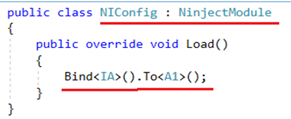 public class NIConfig : NinjectModule
{
public override void Load()
{
Bind<IA>().To<A1>();
}
}